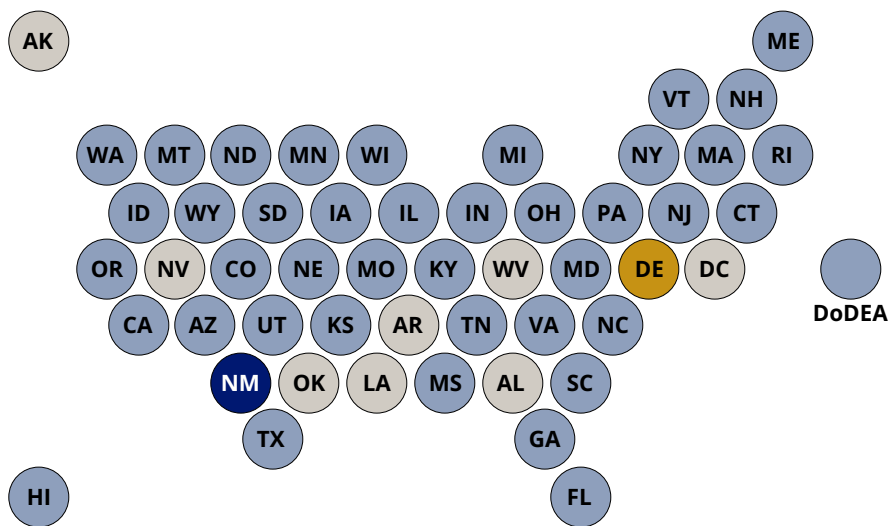 AK ME
VT NH
WA MT ND MN WI MI NY MA RI
ID WY SD IA IL IN OH PA NJ CT
OR NV CO NE MO KY WV MD DE DC
DoDEA
CA AZ UT KS AR TN VA NC
NM OK LA MS AL SC
TX GA
HI FL